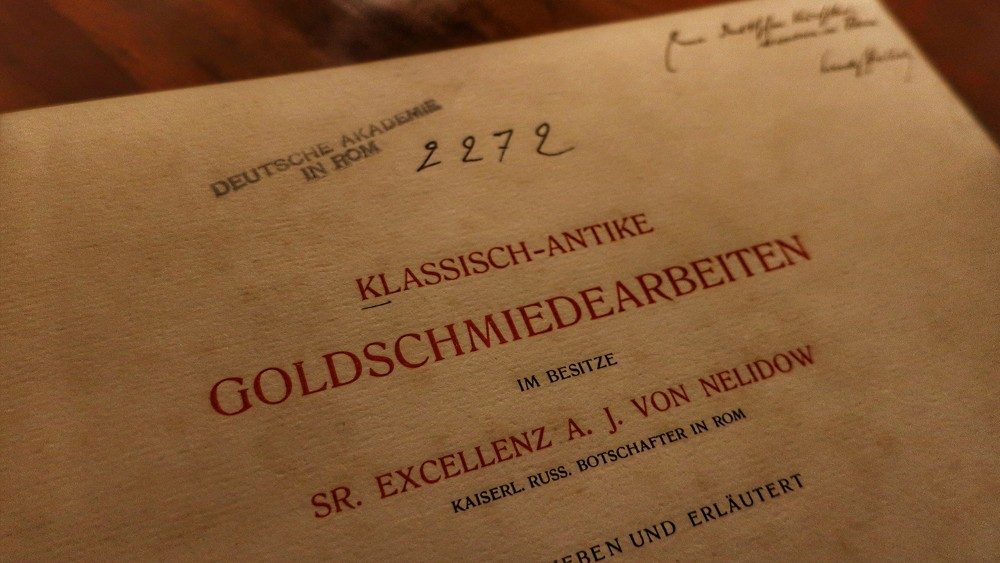 DEUTSCHE AKADEMIE
IN ROM
2272
KLASSISCH-ANTIKE
GOLDSCHMIEDEARBEITEN
IM BESITZE
SR. EXCELLENZ A. J. VON NELIDOW
KAISERL. RUSS. BOTSCHAFTER IN ROM
UND ERLÄUTERT